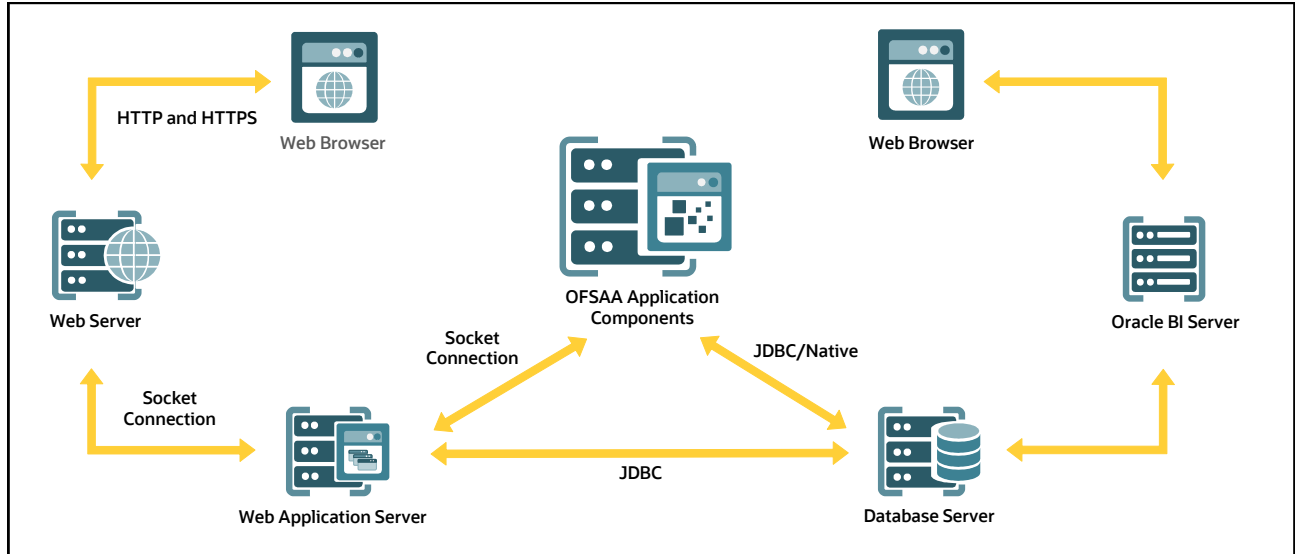 HTTP and HTTPS
Web Browser
Web Browser
OFSAA Application
Components
Web Server
Oracle BI Server
Socket
Connection
JDBC/Native
Socket
Connection
JDBC
Web Application Server
Database Server